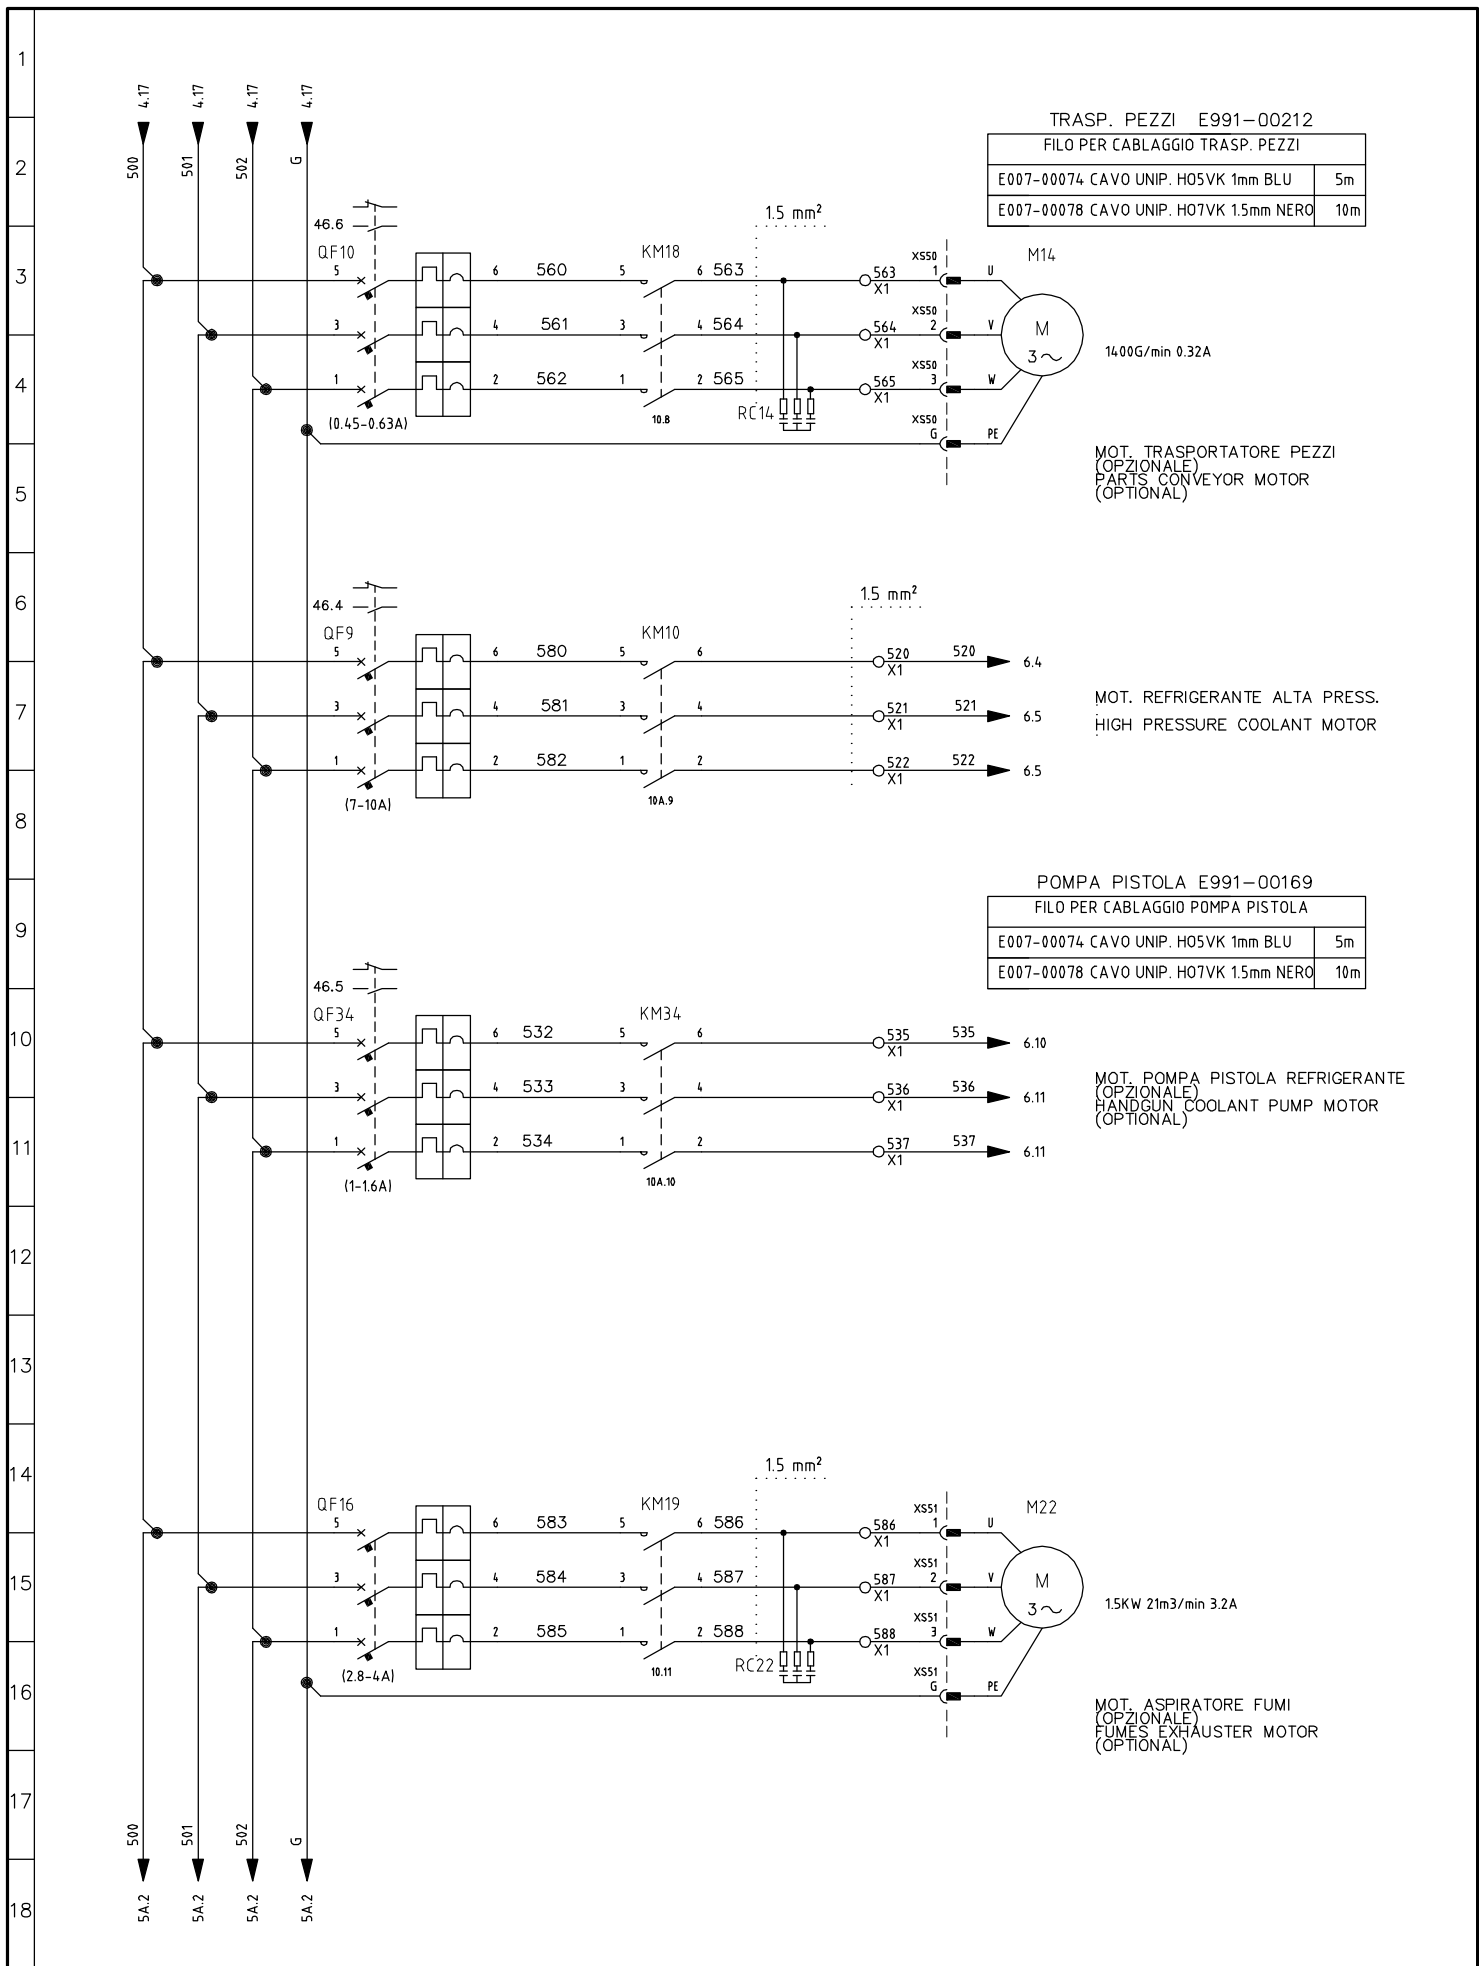 1
4.17 4.17 4.17 4.17
TRASP. PEZZI E991-00212
FILO PER CABLAGGIO TRASP. PEZZI
2
500 501 502 G
E007-00074 CAVO UNIP. HO5VK 1mm BLU 5m
E007-00078 CAVO UNIP. HO7VK 1.5mm NERO 10m
1.5 mm²
46.6
QF10 KM18 XS50 M14
3
5 6 560 5 6 563 563 1 U
X1
XS50
3 4 561 3 4 564 564 2 V M
X1 3~
1400G/min 0.32A
XS50
4
1 2 562 1 2 565 565 3 W
X1
(0.45-0.63A) 10.8 RC14 XS50
G PE
MOT. TRASPORTATORE PEZZI
(OPZIONALE)
PARTS CONVEYOR MOTOR
(OPTIONAL)
5
6
46.4 1.5 mm²
QF9 KM10
5 6 580 5 6 520 520 6.4
X1
MOT. REFRIGERANTE ALTA PRESS.
7
3 4 581 3 4 521 521 6.5
X1
HIGH PRESSURE COOLANT MOTOR
1 2 582 1 2 522 522 6.5
X1
(7-10A) 10A.9
8
POMPA PISTOLA E991-00169
FILO PER CABLAGGIO POMPA PISTOLA
9
E007-00074 CAVO UNIP. HO5VK 1mm BLU 5m
E007-00078 CAVO UNIP. HO7VK 1.5mm NERO 10m
46.5
QF34 KM34
10
5 6 532 5 6 535 535 6.10
X1
3 4 533 3 4 536 536 6.11
X1
MOT. POMPA PISTOLA REFRIGERANTE
(OPZIONALE)
HANDGUN COOLANT PUMP MOTOR
(OPTIONAL)
11
1 2 534 1 2 537 537 6.11
X1
(1-1.6A) 10A.10
12
13
14
1.5 mm²
QF16 KM19 XS51 M22
5 6 583 5 6 586 586 1 U
X1
XS51
15
3 4 584 3 4 587 587 2 V M
X1 3~
1.5KW 21m3/min 3.2A
XS51
1 2 585 1 2 588 588 3 W
X1
(2.8-4A) 10.11 RC22 XS51
16
G PE
MOT. ASPIRATORE FUMI
(OPZIONALE)
FUMES EXHAUSTER MOTOR
(OPTIONAL)
17
500 501 502 G
18
5A.2 5A.2 5A.2 5A.2